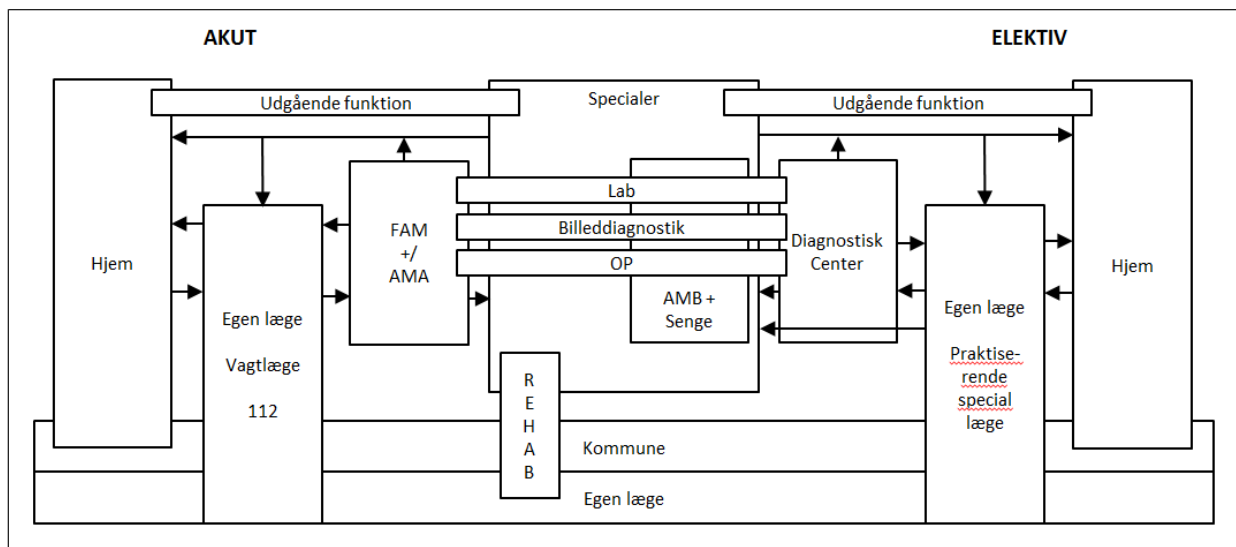 AKUT
ELEKTIV
Udgående funktion
Specialer
Udgående funktion
Lab
Billeddiagnostik
OP
FAM
+/
AMA
Diagnostisk
Center
Hjem
Hjem
AMB +
Senge
Egen læge
Vagtlæge
112
Egen læge
Praktise-
rende
special
læge
R
E
H
A
B
Kommune
Egen læge